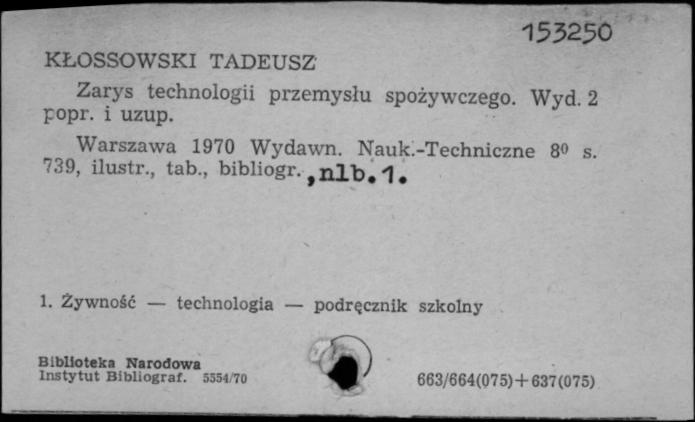 153250
KŁOSSOWSKI TADEUSZ
Zarys technologii przemysłu spożywczego. Wyd. 2
popr. i uzup.
Warszawa 1970 Wydawn. Nauk.-Techniczne 8⁰ s.
739, ilustr., tab., bibliogr., nlb. 1.
1. Żywność — technologia — podręcznik szkolny
Biblioteka Narodowa
Instytut Bibliograf. 5554/70
663/664(075)+637(075)